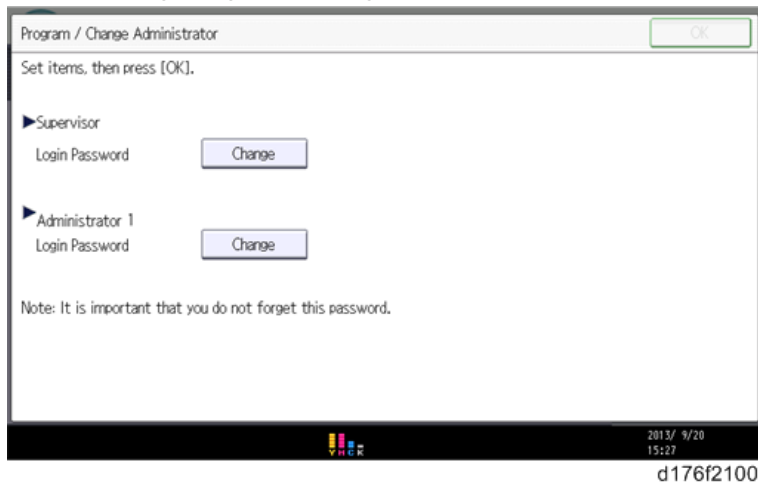 Program / Change Administrator
OK
Set items, then press [OK].
▶Supervisor
Login Password Change
▶Administrator 1
Login Password Change
Note: It is important that you do not forget this password.
Y M C K
2013/ 9/20
15:27
d176f2100